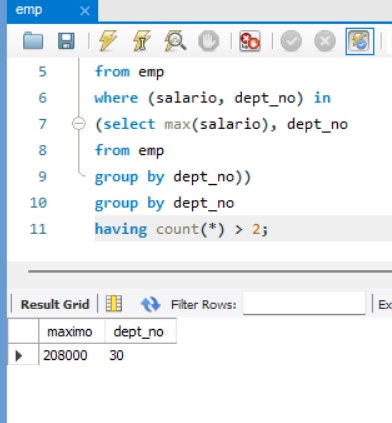 emp
5 from emp
6 where (salario, dept_no) in
7 (select max(salario), dept_no
8 from emp
9 group by dept_no))
10 group by dept_no
11 having count(*) > 2;
Result Grid Filter Rows: Ex
maximo dept_no
208000 30